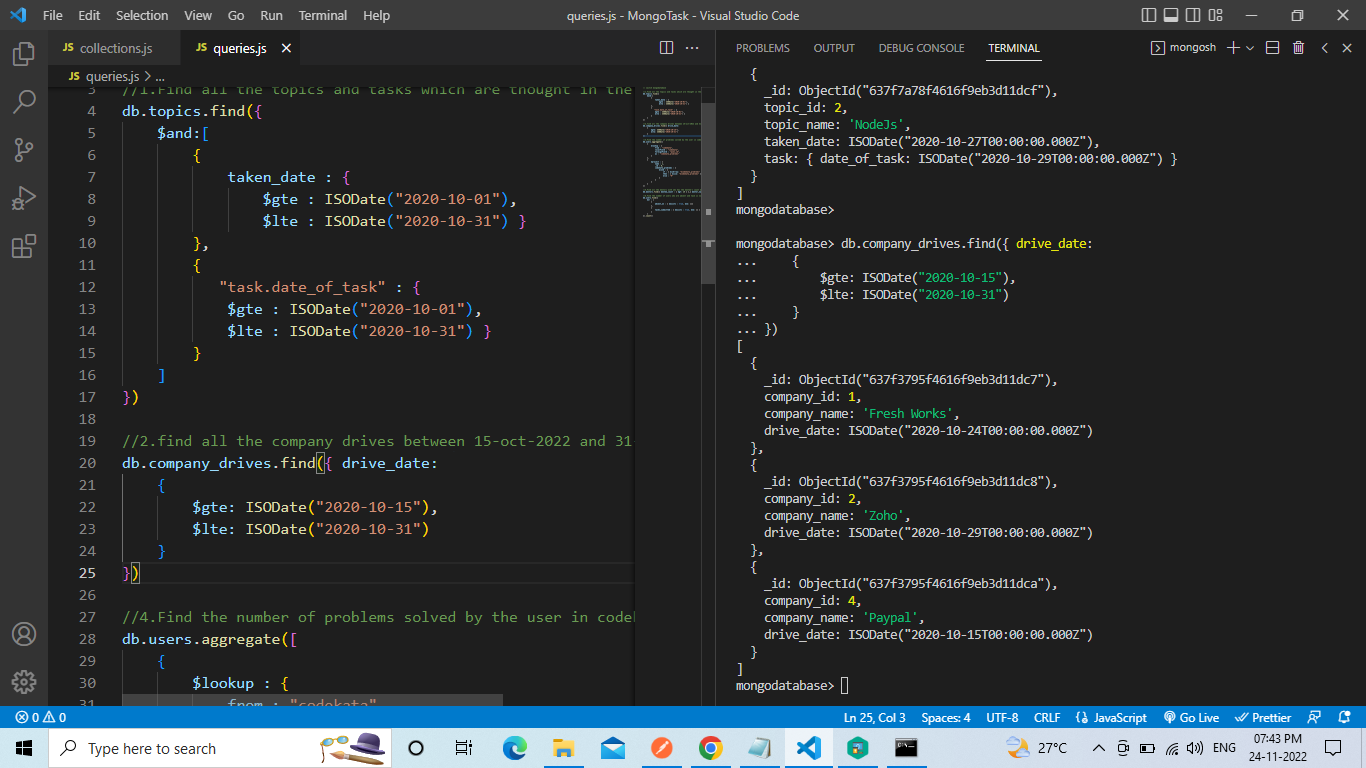 File Edit Selection View Go Run Terminal Help queries.js - MongoTask - Visual Studio Code
JS collections.js JS queries.js
JS queries.js > ...
3 //1.Find all the topics and tasks which are thought in the
4 db.topics.find({
5 $and:[
6 {
7 taken_date : {
8 $gte : ISODate("2020-10-01"),
9 $lte : ISODate("2020-10-31") }
10 },
11 {
12 "task.date_of_task" : {
13 $gte : ISODate("2020-10-01"),
14 $lte : ISODate("2020-10-31") }
15 }
16 ]
17 })
18
19 //2.find all the company drives between 15-oct-2022 and 31-
20 db.company_drives.find({ drive_date:
21 {
22 $gte: ISODate("2020-10-15"),
23 $lte: ISODate("2020-10-31")
24 }
25 })
26
27 //4.Find the number of problems solved by the user in codek
28 db.users.aggregate([
29 {
30 $lookup : {
31 from : "codekata"
PROBLEMS OUTPUT DEBUG CONSOLE TERMINAL mongosh
{
_id: ObjectId("637f7a78f4616f9eb3d11dcf"),
topic_id: 2,
topic_name: 'NodeJs',
taken_date: ISODate("2020-10-27T00:00:00.000Z"),
task: { date_of_task: ISODate("2020-10-29T00:00:00.000Z") }
}
]
mongodatabase>
mongodatabase> db.company_drives.find({ drive_date:
... {
... $gte: ISODate("2020-10-15"),
... $lte: ISODate("2020-10-31")
... }
... })
[
{
_id: ObjectId("637f3795f4616f9eb3d11dc7"),
company_id: 1,
company_name: 'Fresh Works',
drive_date: ISODate("2020-10-24T00:00:00.000Z")
},
{
_id: ObjectId("637f3795f4616f9eb3d11dc8"),
company_id: 2,
company_name: 'Zoho',
drive_date: ISODate("2020-10-29T00:00:00.000Z")
},
{
_id: ObjectId("637f3795f4616f9eb3d11dca"),
company_id: 4,
company_name: 'Paypal',
drive_date: ISODate("2020-10-15T00:00:00.000Z")
}
]
mongodatabase>
0 0 Ln 25, Col 3 Spaces: 4 UTF-8 CRLF {} JavaScript Go Live Prettier
Type here to search 27°C ENG 07:43 PM
24-11-2022